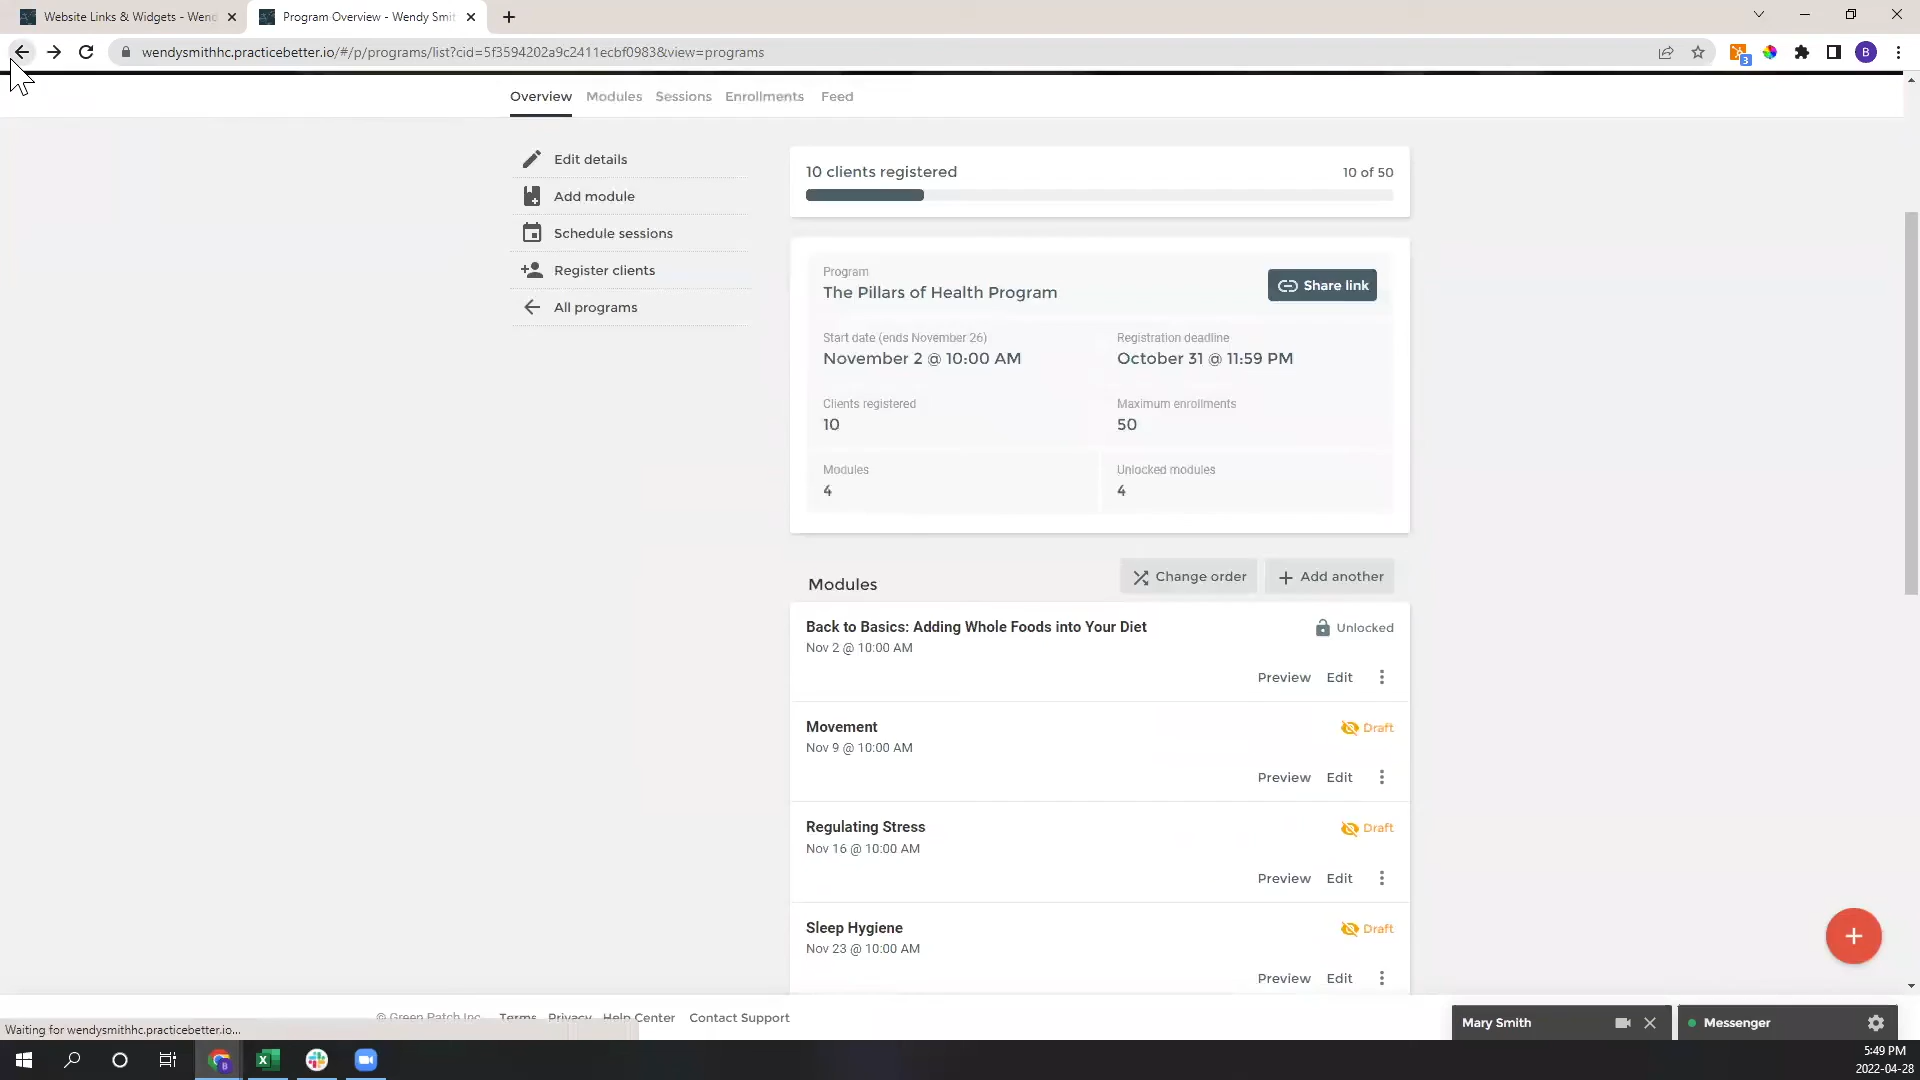 Website Links & Widgets - Wend
Program Overview - Wendy Smit
wendysmithhc.practicebetter.io/#/p/programs/list?cid=5f3594202a9c2411ecbf0983&view=programs
3
B
Overview Modules Sessions Enrollments Feed
Edit details
Add module
Schedule sessions
Register clients
All programs
10 clients registered 10 of 50
Program
The Pillars of Health Program
Share link
Start date (ends November 26) Registration deadline
November 2 @ 10:00 AM October 31 @ 11:59 PM
Clients registered Maximum enrollments
10 50
Modules Unlocked modules
4 4
Modules Change order Add another
Back to Basics: Adding Whole Foods into Your Diet Unlocked
Nov 2 @ 10:00 AM
Preview Edit
Movement Draft
Nov 9 @ 10:00 AM
Preview Edit
Regulating Stress Draft
Nov 16 @ 10:00 AM
Preview Edit
Sleep Hygiene Draft
Nov 23 @ 10:00 AM
Preview Edit
© Green Patch Inc. Terms Privacy Help Center Contact Support
Waiting for wendysmithhc.practicebetter.io...
Mary Smith Messenger
5:49 PM
2022-04-28